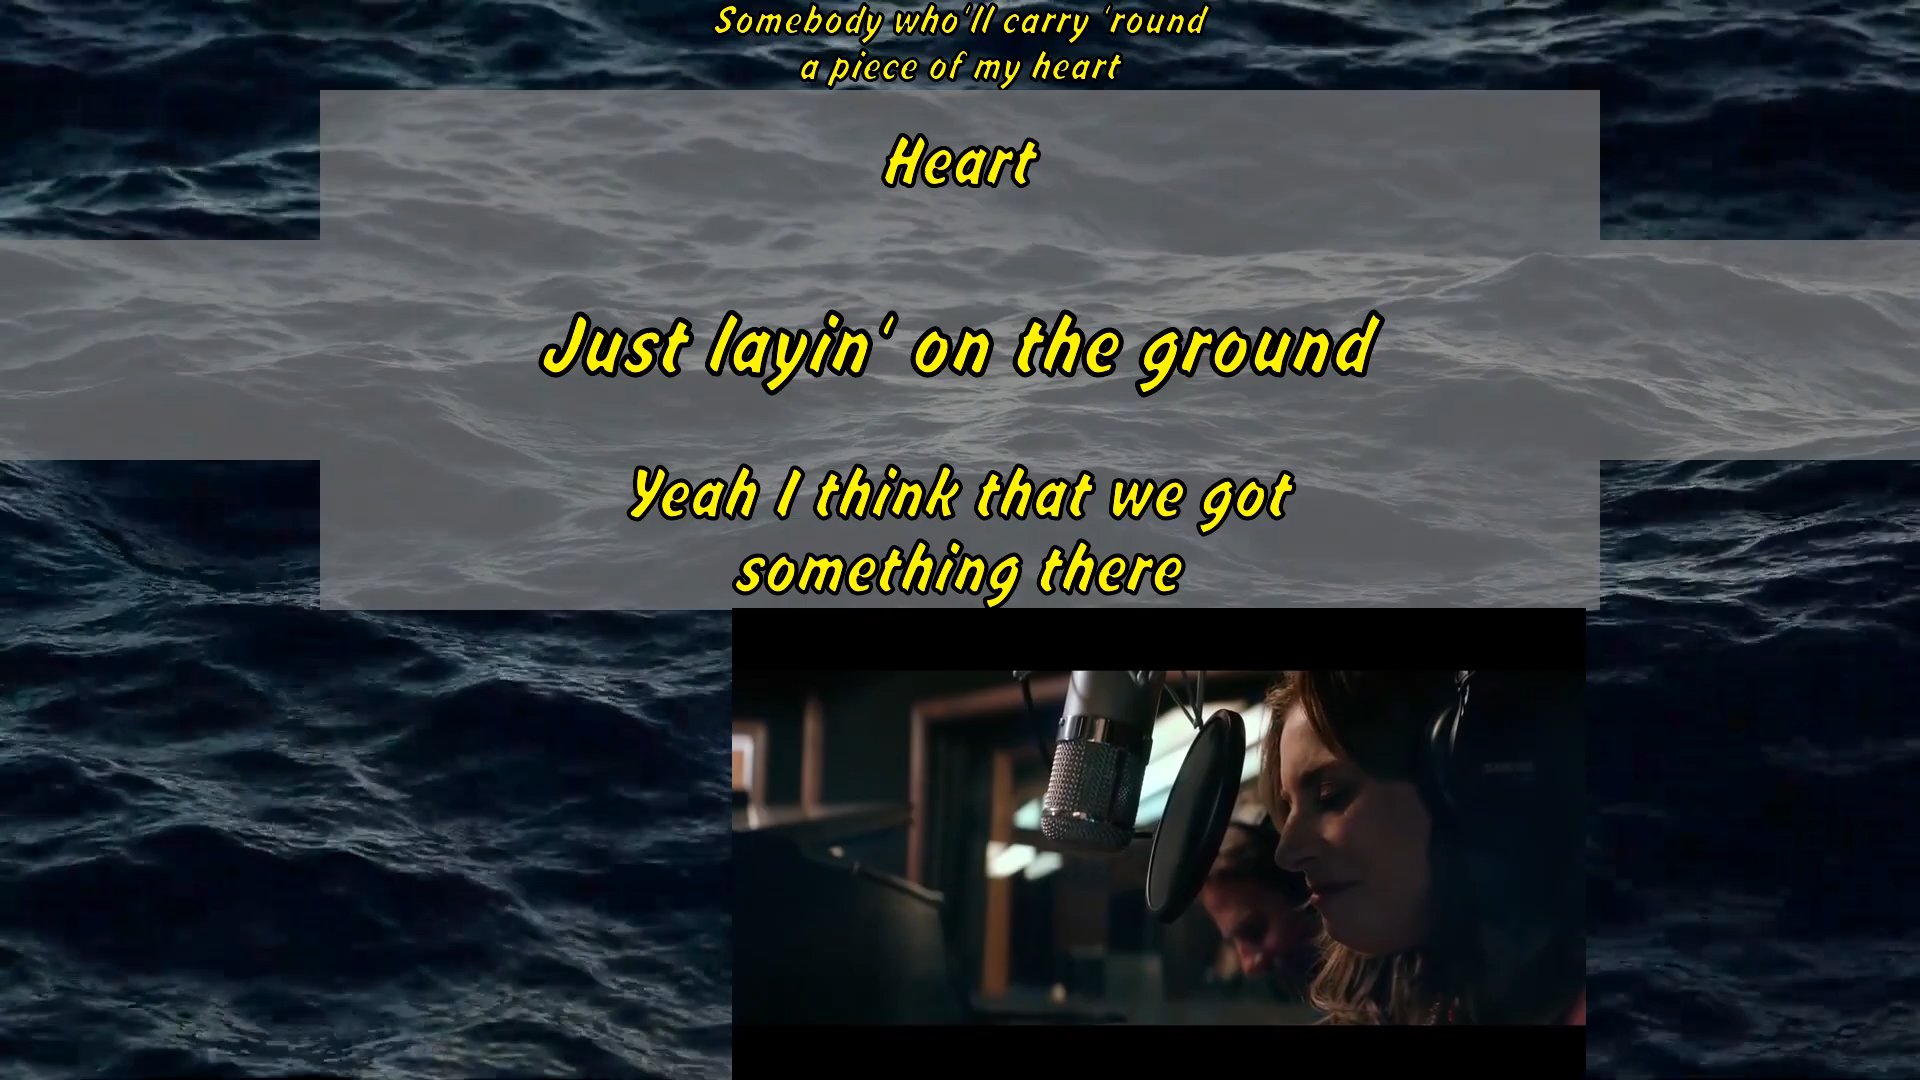 Somebody who'll carry 'round
a piece of my heart
Heart
Just layin' on the ground
Yeah I think that we got
something there